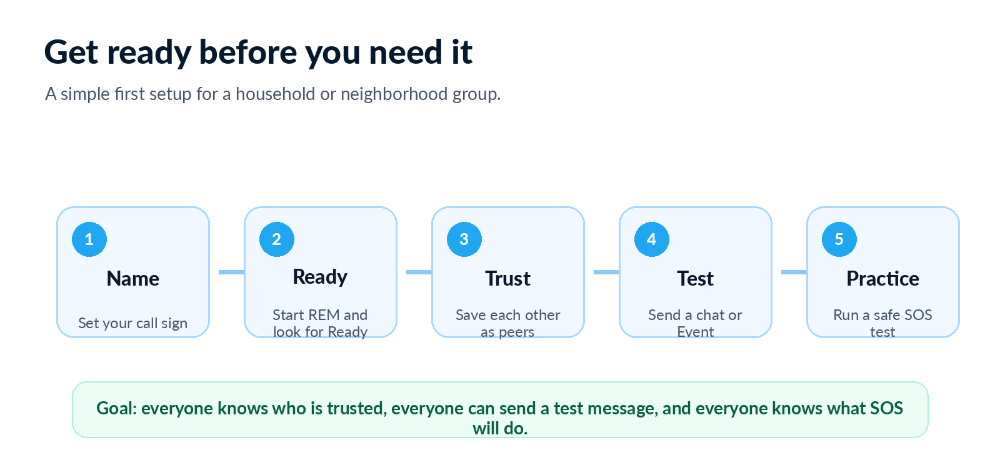 Get ready before you need it
A simple first setup for a household or neighborhood group.
1
Name
Set your call sign
2
Ready
Start REM and
look for Ready
3
Trust
Save each other
as peers
4
Test
Send a chat or
Event
5
Practice
Run a safe SOS
test
Goal: everyone knows who is trusted, everyone can send a test message, and everyone knows what SOS
will do.